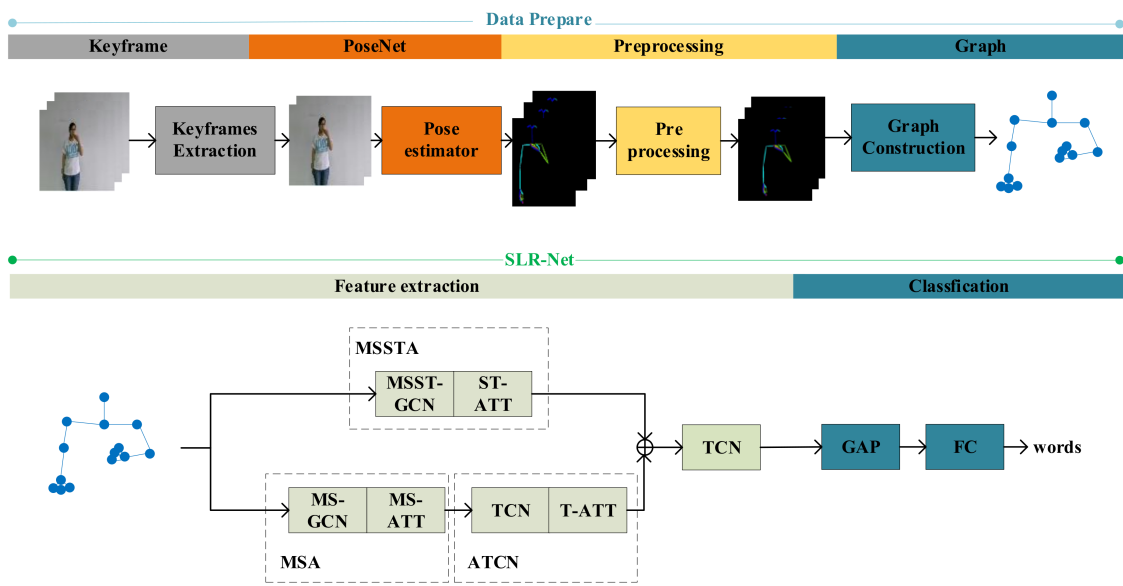 Data Prepare
Keyframe PoseNet Preprocessing Graph
Keyframes
Extraction
Pose
estimator
Pre
processing
Graph
Construction
SLR-Net
Feature extraction Classfication
MSSTA
MSST-
GCN
ST-
ATT
TCN
GAP
FC
words
MS-
GCN
MS-
ATT
TCN
T-ATT
MSA
ATCN